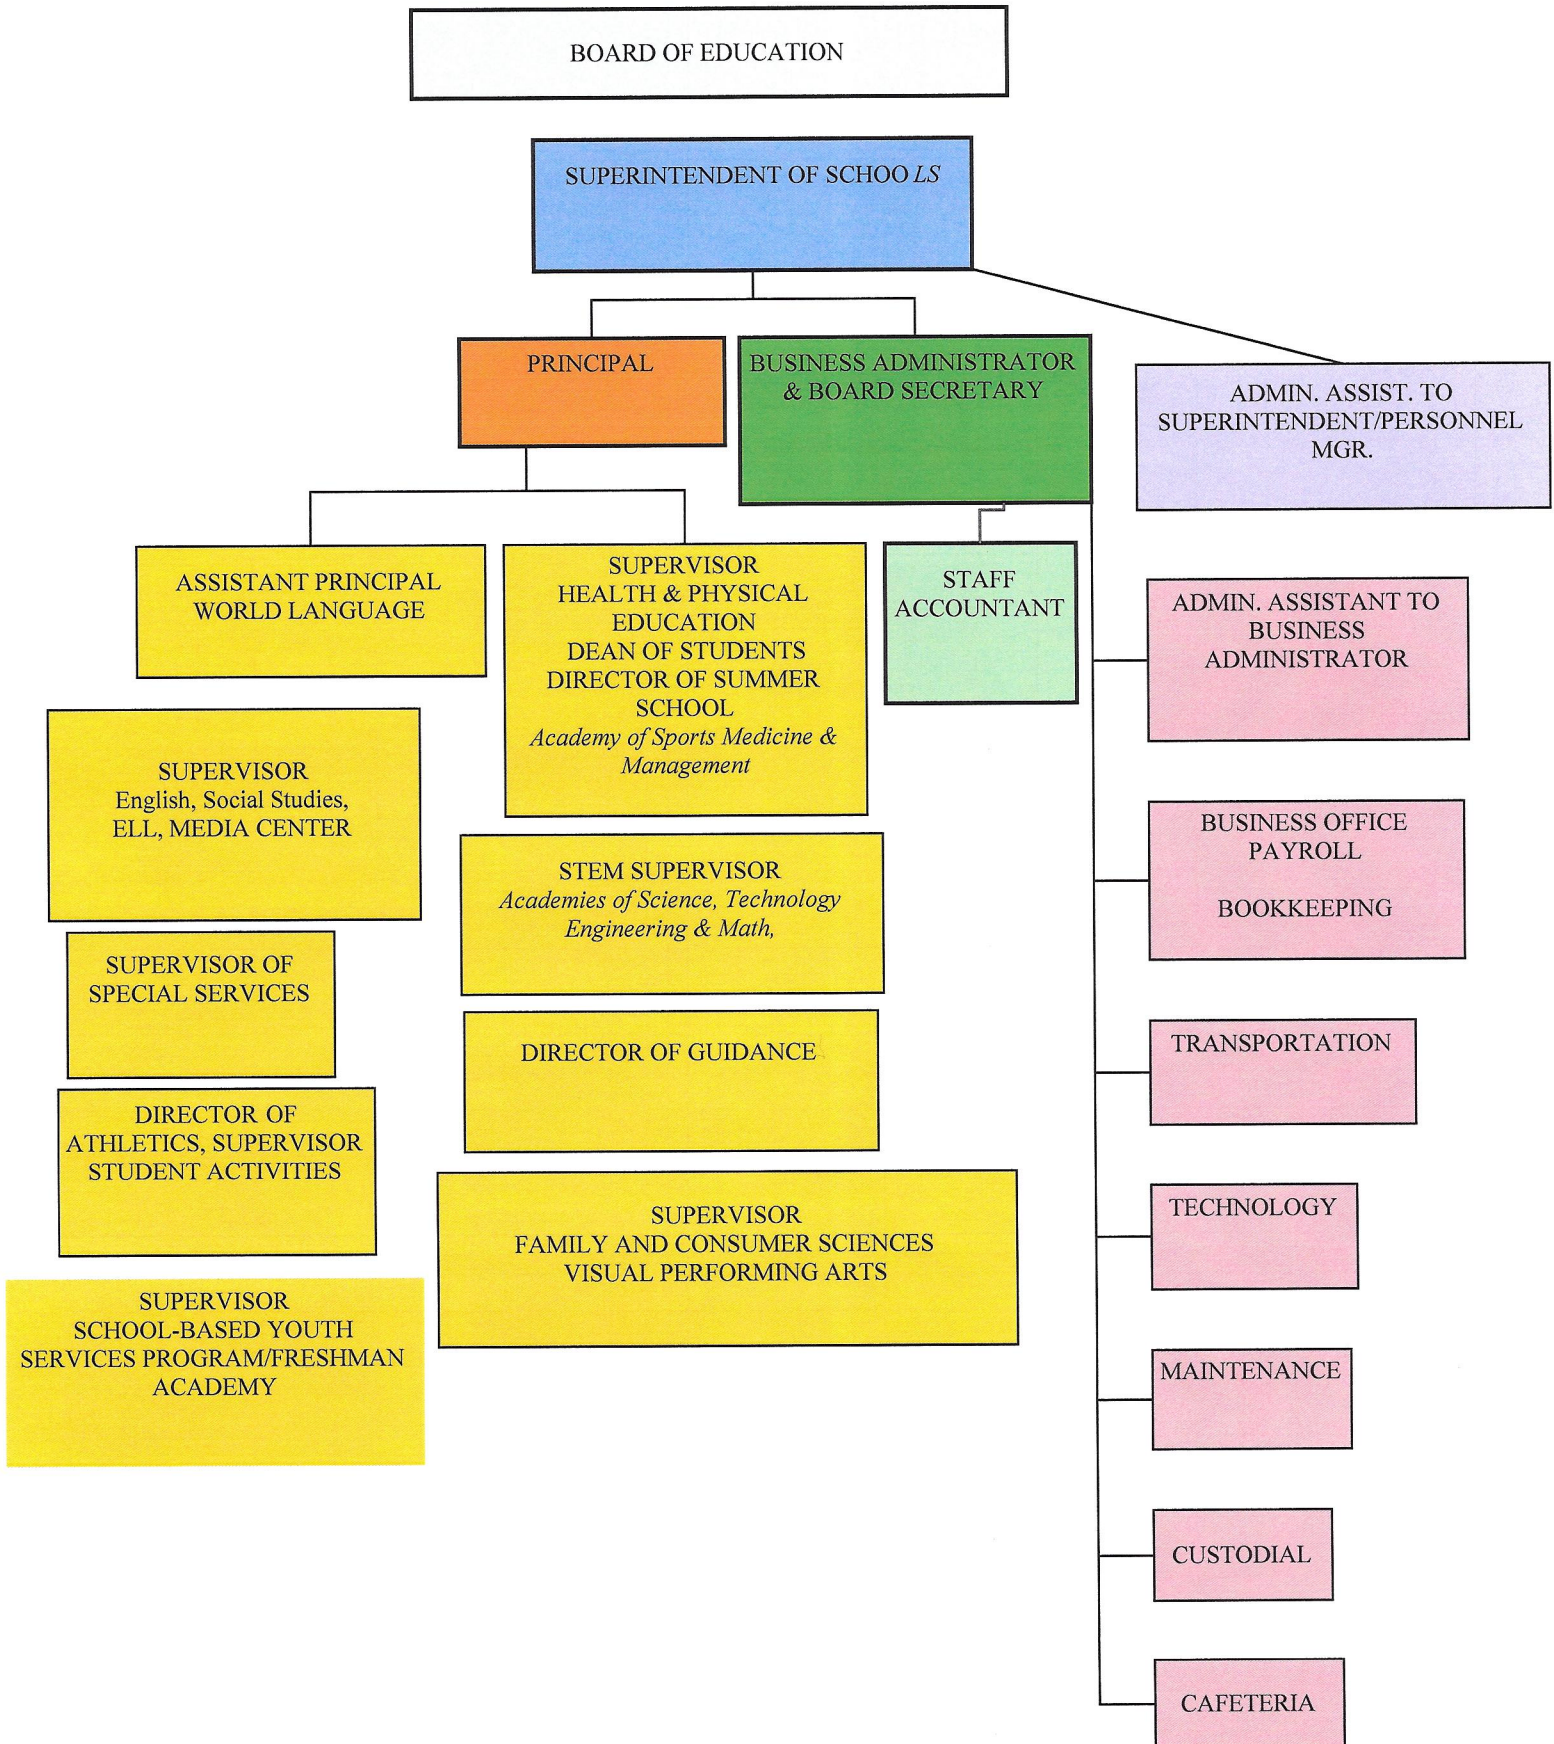 BOARD OF EDUCATION
SUPERINTENDENT OF SCHOO LS
PRINCIPAL
BUSINESS ADMINISTRATOR
& BOARD SECRETARY
ADMIN. ASSIST. TO
SUPERINTENDENT/PERSONNEL
MGR.
ASSISTANT PRINCIPAL
WORLD LANGUAGE
SUPERVISOR
HEALTH & PHYSICAL
EDUCATION
DEAN OF STUDENTS
DIRECTOR OF SUMMER
SCHOOL
Academy of Sports Medicine &
Management
STAFF
ACCOUNTANT
ADMIN. ASSISTANT TO
BUSINESS
ADMINISTRATOR
SUPERVISOR
English, Social Studies,
ELL, MEDIA CENTER
STEM SUPERVISOR
Academies of Science, Technology
Engineering & Math,
BUSINESS OFFICE
PAYROLL
BOOKKEEPING
SUPERVISOR OF
SPECIAL SERVICES
DIRECTOR OF GUIDANCE
TRANSPORTATION
DIRECTOR OF
ATHLETICS, SUPERVISOR
STUDENT ACTIVITIES
SUPERVISOR
FAMILY AND CONSUMER SCIENCES
VISUAL PERFORMING ARTS
TECHNOLOGY
SUPERVISOR
SCHOOL-BASED YOUTH
SERVICES PROGRAM/FRESHMAN
ACADEMY
MAINTENANCE
CUSTODIAL
CAFETERIA